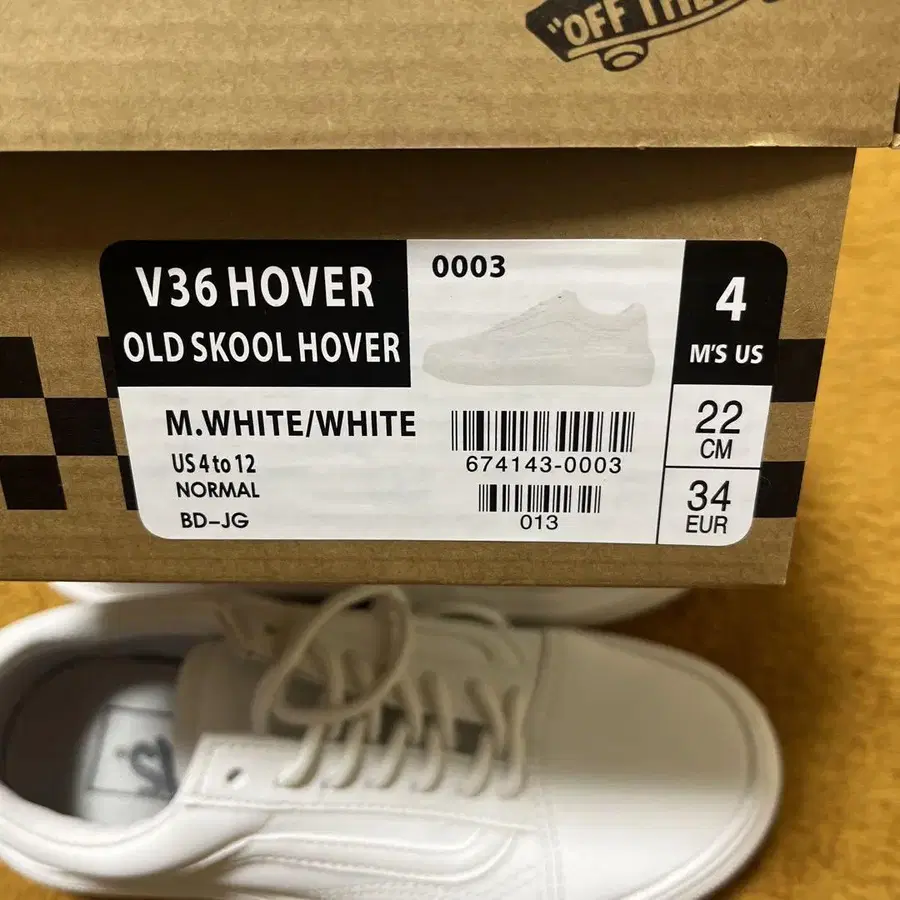 "OFF THE
V36 HOVER
OLD SKOOL HOVER
0003
4
M'S US
M.WHITE/WHITE
US 4 to 12
NORMAL
BD-JG
674143-0003
013
22
CM
34
EUR